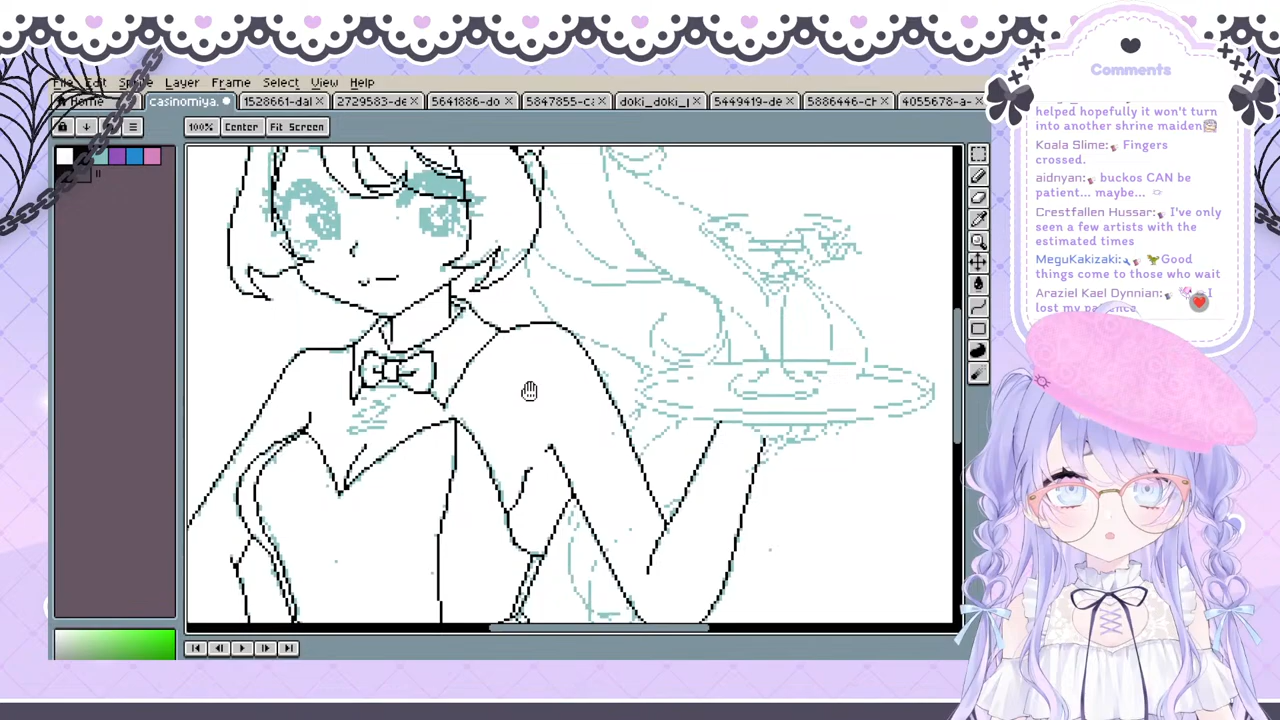 File Edit Sprite Layer Frame Select View Help
Home casinomiya. 1528661-dal 2729583-de 5641886-do 5847855-ca doki_doki_ 5449419-de 5886446-ch 4055678-a-
100% Center Fit Screen
Comments
helped hopefully it won't turn
into another shrine maiden
Koala Slime: Fingers
crossed.
aidnyan: buckos CAN be
patient... maybe...
Crestfallen Hussar: I've only
seen a few artists with the
estimated times
MeguKakizaki: Good
things come to those who wait
Araziel Kael Dynnian: I
lost my patience